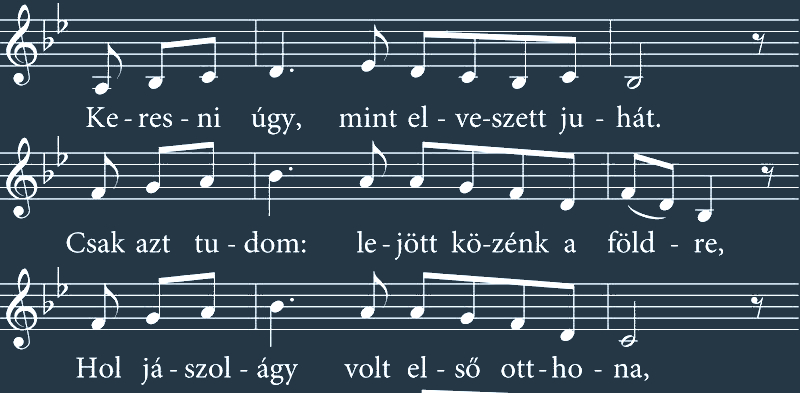 Ke - res - ni úgy, mint el - ve-szett ju - hát.
Csak azt tu - dom: le - jött kö-zénk a föld - re,
Hol já - szol - ágy volt el - ső ott - ho - na,